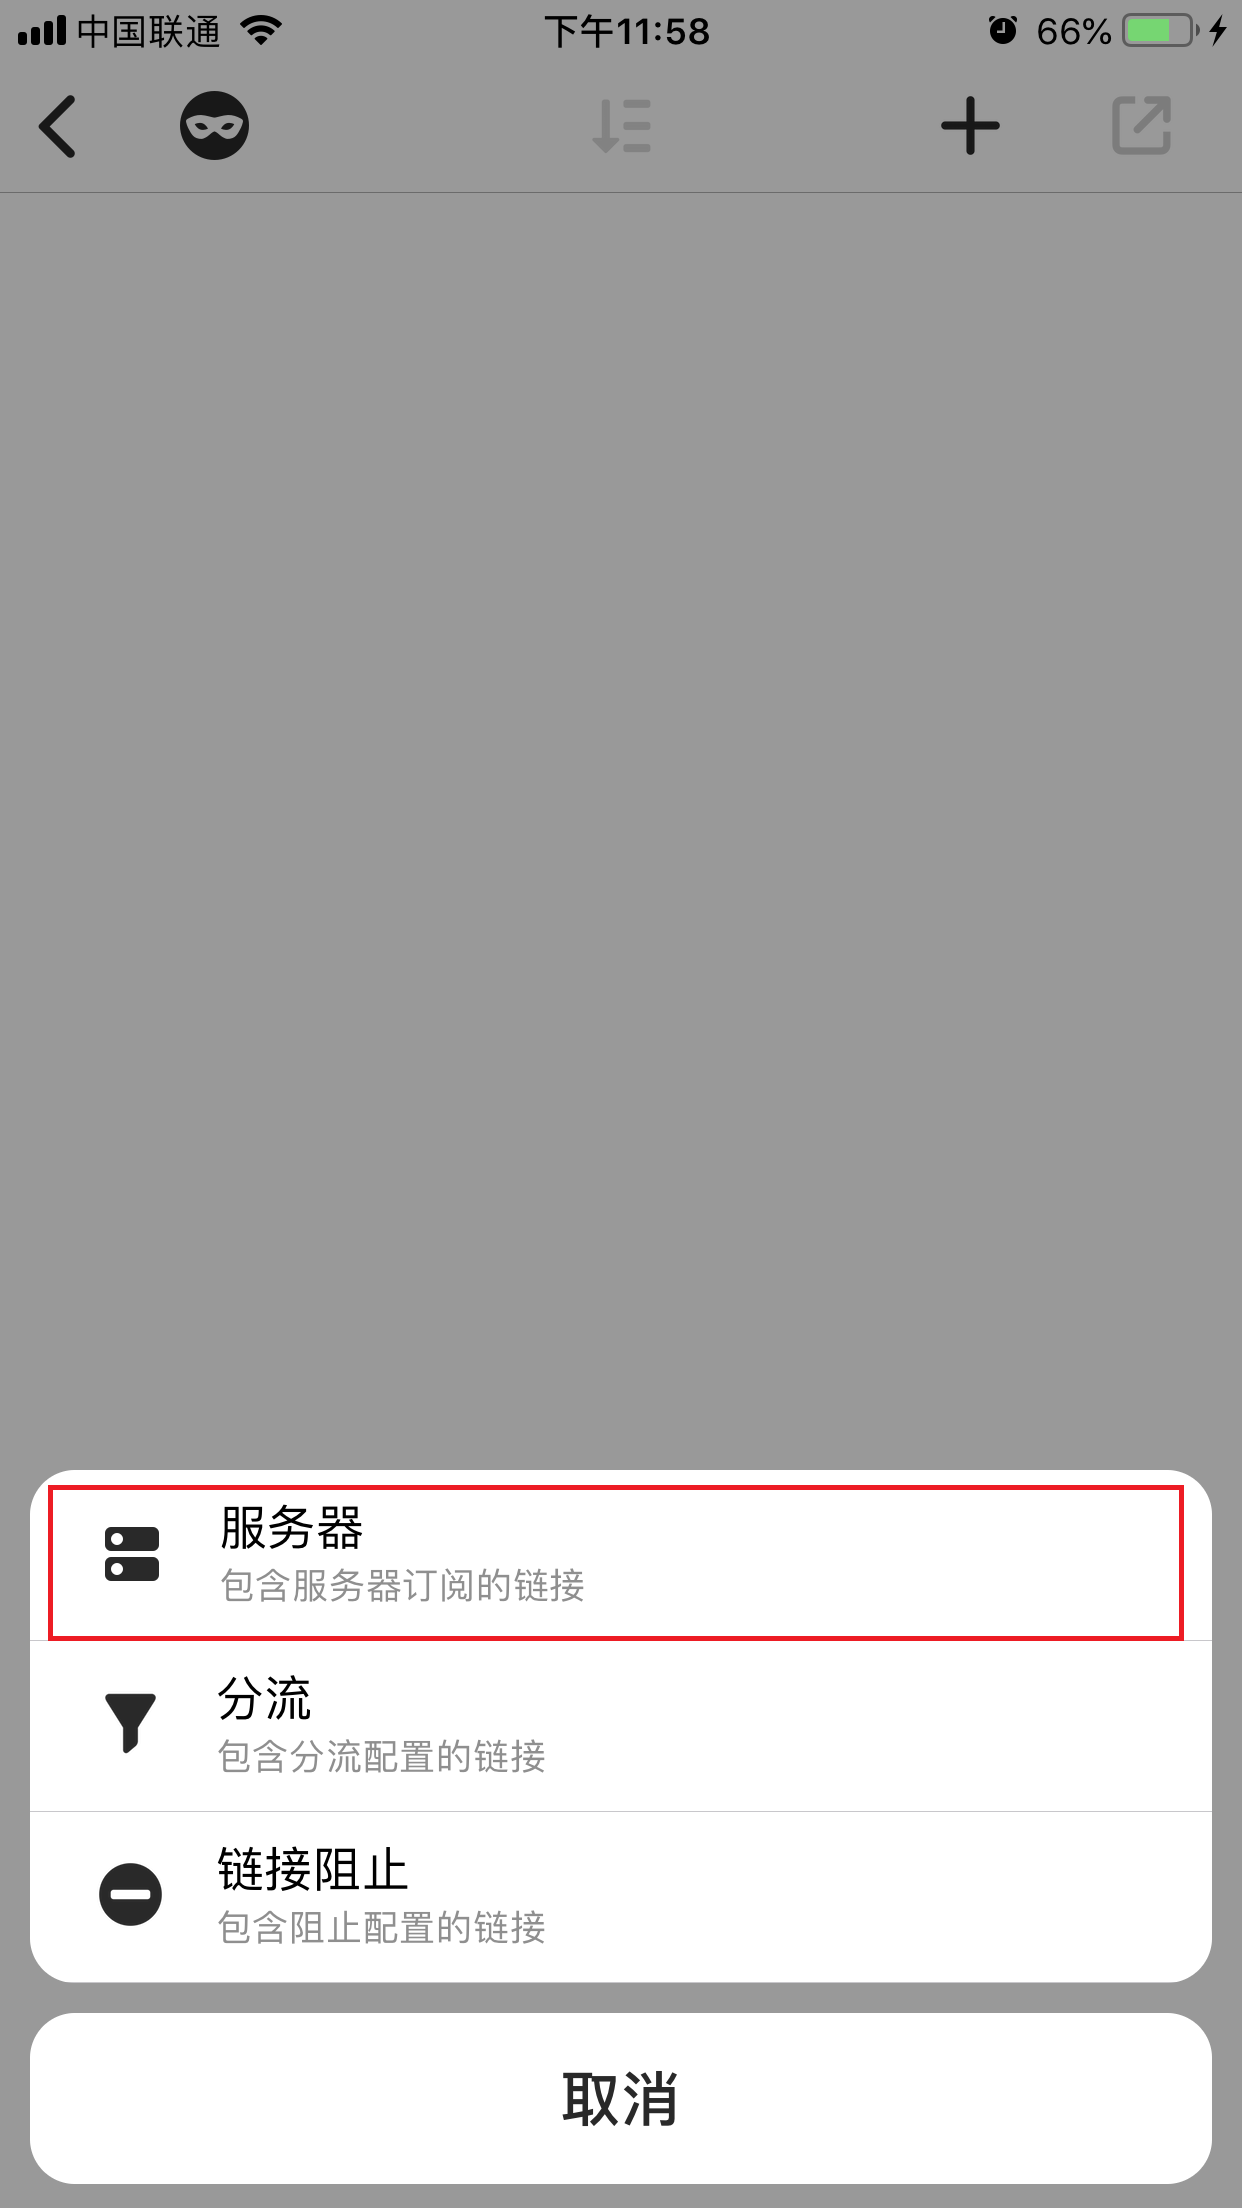 中国联通 下午11:58 66%
服务器
包含服务器订阅的链接
分流
包含分流配置的链接
链接阻止
包含阻止配置的链接
取消